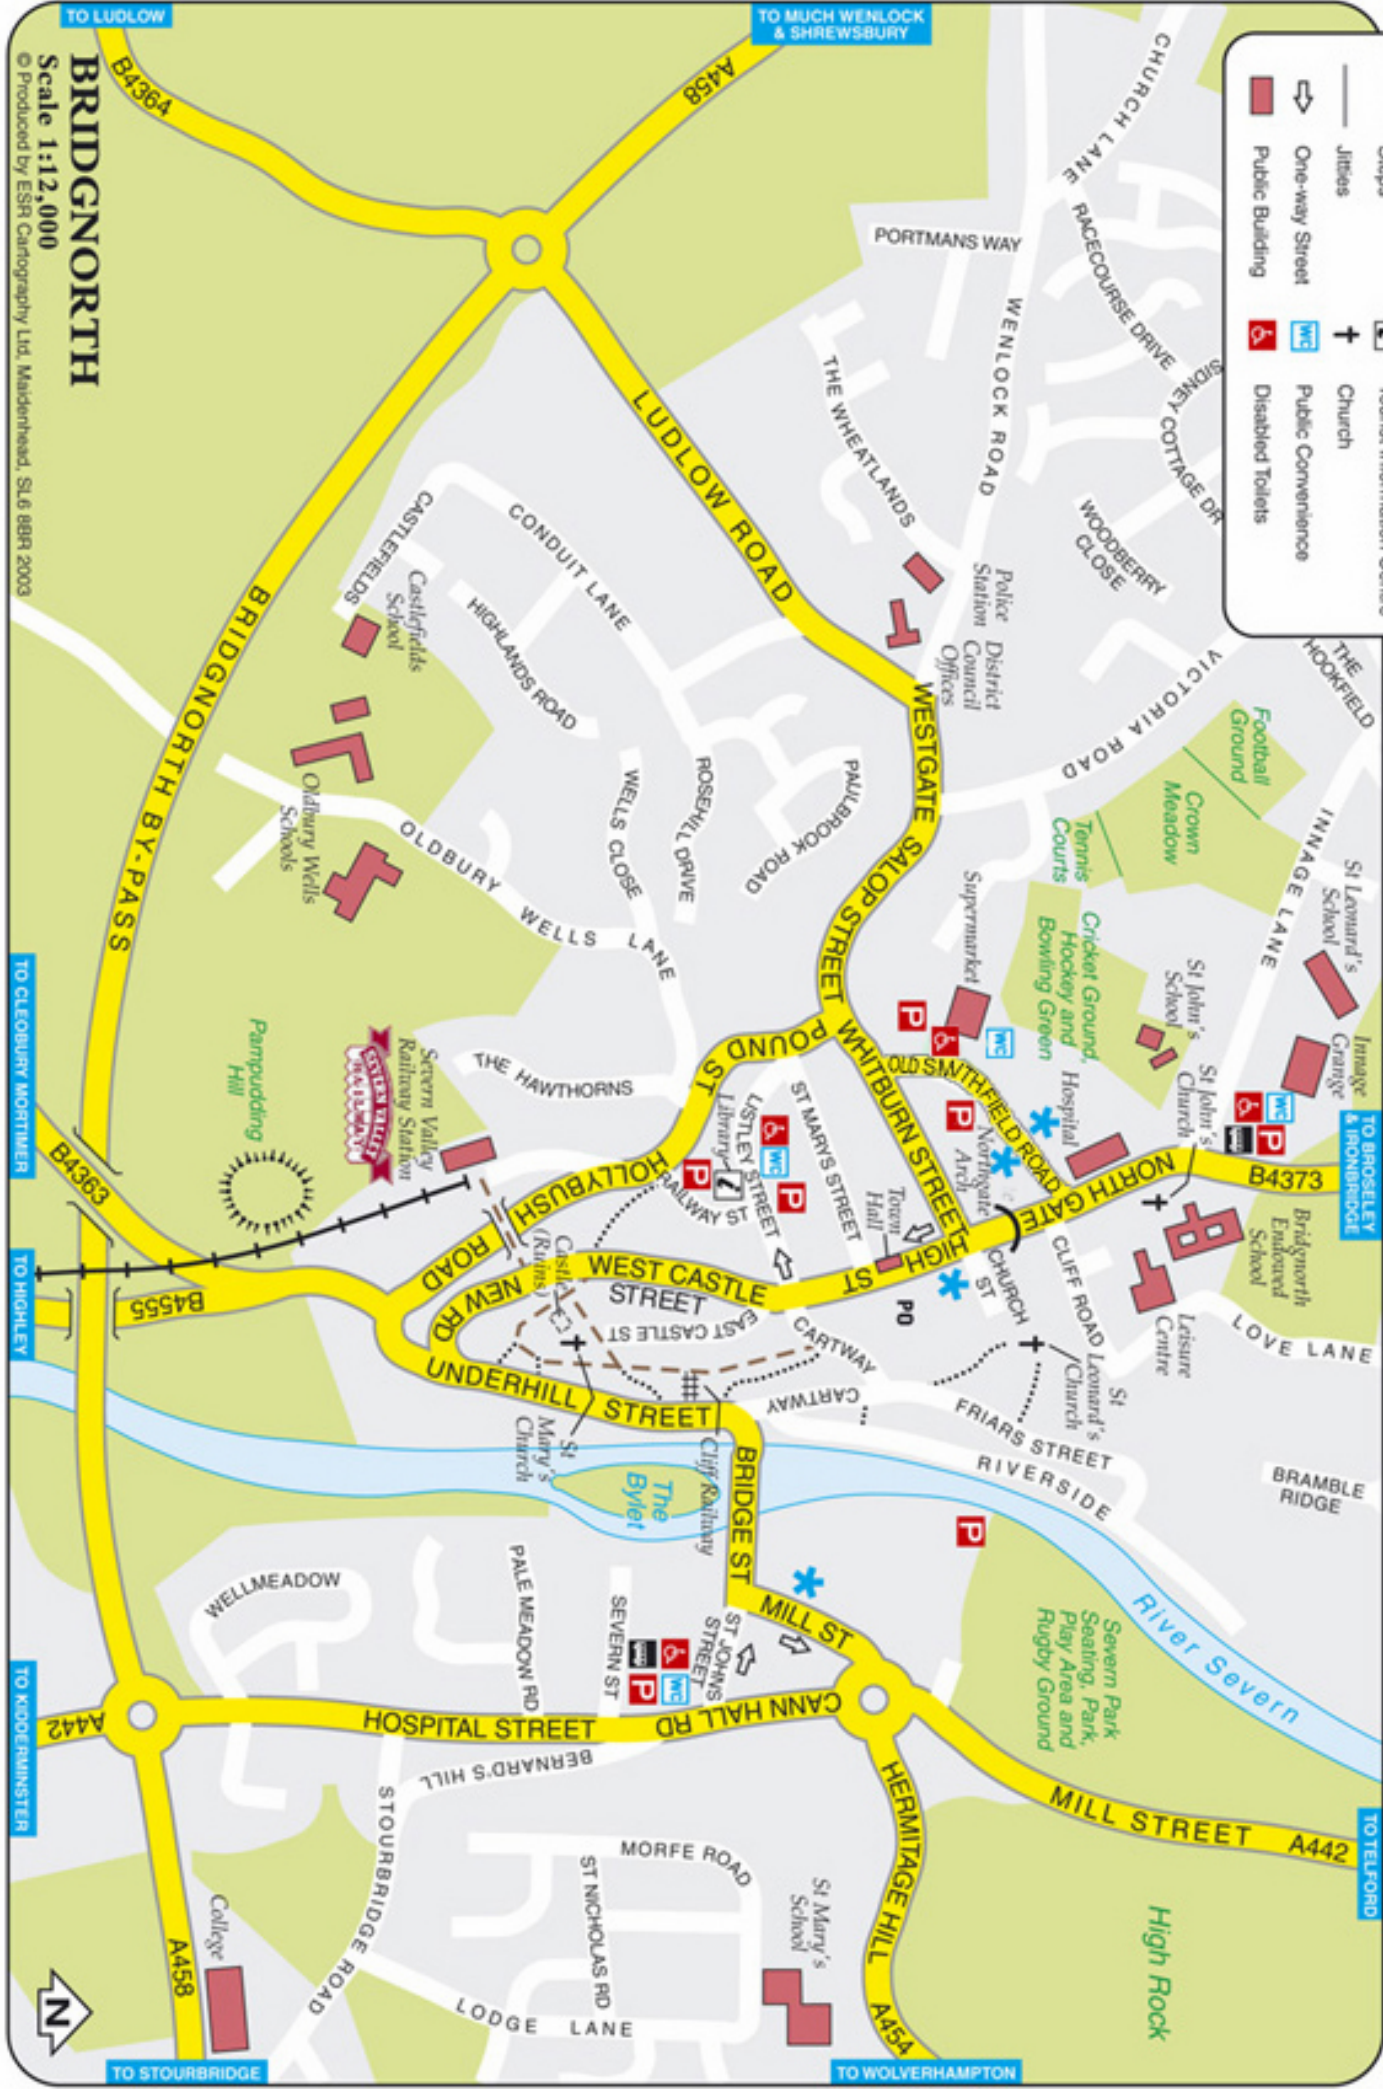 TO LUDLOW
TO MUCH WENLOCK
& SHREWSBURY
BRIDGNORTH
Scale 1:12,000
© Produced by ESR Cartography Ltd, Maidenhead, SL6 8BR 2003
Jitties
One-way Street
Public Building
Church
Public Convenience
WC
Disabled Toilets
B4364
A458
CHURCH LANE
RACECOURSE DRIVE
SIDNEY COTTAGE DR
PORTMANS WAY
WENLOCK ROAD
THE WHEATLANDS
WOODBERRY
CLOSE
THE
HOOKFIELD
VICTORIA ROAD
LUDLOW ROAD
Police
Station
District
Council
Offices
WESTGATE
CONDUIT LANE
CASTLEFIELDS
Castlefields
School
HIGHLANDS ROAD
BRIDGNORTH BY-PASS
Oldbury Wells
Schools
OLDBURY WELLS LANE
WELLS CLOSE
ROSEHILL DRIVE
PAULBROOK ROAD
Football
Ground
Crown
Meadow
Tennis
Courts
INNAGE LANE
St Leonard's
School
Innage
Grange
SALOP STREET
Supermarket
Cricket Ground,
Hockey and
Bowling Green
St John's
School
St John's
Church
WC
P
TO BROSELEY
& IRONBRIDGE
B4373
TO CLEOBURY MORTIMER
B4363
Pampudding
Hill
SEVERN VALLEY
RAILWAY
Severn Valley
Railway Station
THE HAWTHORNS
POUND ST
WHITBURN STREET
OLD SMITHFIELD ROAD
P
WC
P
Hospital
Northgate
Arch
NORTH GATE
Library
LISTLEY STREET
ST MARYS STREET
WC
P
P
i
HOLLYBUSH ROAD
RAILWAY ST
Town
Hall
HIGH ST
PO
CHURCH
ST
CLIFF ROAD
Bridgnorth
Endowed
School
Leisure
Centre
LOVE LANE
TO HIGHLEY
B4555
Castle
(Ruins)
NEW RD
WEST CASTLE
STREET
EAST CASTLE ST
CARTWAY
CARTWAY
St
Leonard's
Church
FRIARS STREET
RIVERSIDE
BRAMBLE
RIDGE
UNDERHILL STREET
St
Mary's
Church
Cliff Railway
The
Bylet
BRIDGE ST
P
River Severn
WELLMEADOW
PALE MEADOW RD
SEVERN ST
ST JOHNS
STREET
MILL ST
WC
P
Severn Park
Seating, Park,
Play Area and
Rugby Ground
TO KIDDERMINSTER
A442
HOSPITAL STREET
CANN HALL RD
BERNARD'S HILL
STOURBRIDGE ROAD
MORFE ROAD
ST NICHOLAS RD
LODGE LANE
HERMITAGE HILL
MILL STREET
A442
TO TELFORD
St Mary's
School
High Rock
College
A458
A454
N
TO STOURBRIDGE
TO WOLVERHAMPTON